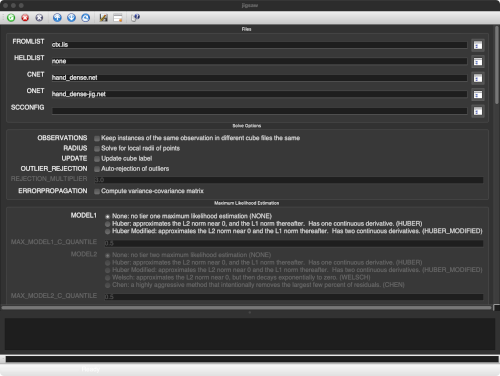 jigsaw
Files
FROMLIST ctx.lis
HELDLIST none
CNET hand_dense.net
ONET hand_dense-jig.net
SCCONFIG
Solve Options
OBSERVATIONS Keep instances of the same observation in different cube files the same
RADIUS Solve for local radii of points
UPDATE Update cube label
OUTLIER_REJECTION Auto-rejection of outliers
REJECTION_MULTIPLIER 3.0
ERRORPROPAGATION Compute variance-covariance matrix
Maximum Likelihood Estimation
MODEL1 None: no tier one maximum likelihood estimation (NONE)
Huber: approximates the L2 norm near 0, and the L1 norm thereafter. Has one continuous derivative. (HUBER)
Huber Modified: approximates the L2 norm near 0 and the L1 norm thereafter. Has two continuous derivatives. (HUBER_MODIFIED)
MAX_MODEL1_C_QUANTILE 0.5
MODEL2 None: no tier two maximum likelihood estimation (NONE)
Huber: approximates the L2 norm near 0, and the L1 norm thereafter. Has one continuous derivative. (HUBER)
Huber Modified: approximates the L2 norm near 0 and the L1 norm thereafter. Has two continuous derivatives. (HUBER_MODIFIED)
Welsch: approximates the L2 norm near 0, but then decays exponentially to zero. (WELSCH)
Chen: a highly aggressive method that intentionally removes the largest few percent of residuals. (CHEN)
MAX_MODEL2_C_QUANTILE 0.5
Ready